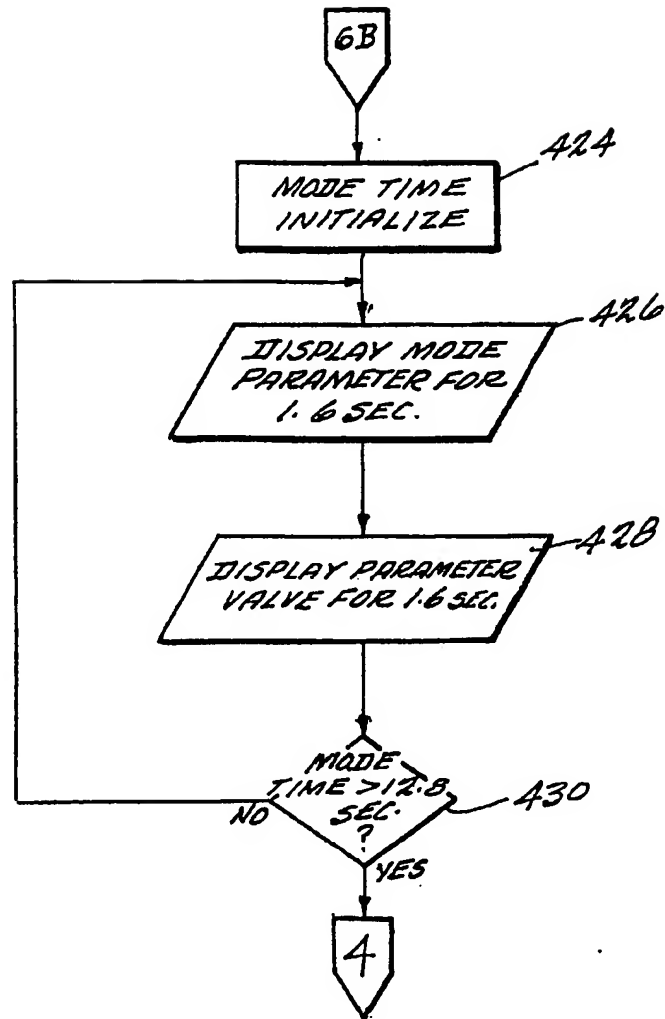 6B
424
MODE TIME
INITIALIZE
426
DISPLAY MODE
PARAMETER FOR
1.6 SEC.
428
DISPLAY PARAMETER
VALVE FOR 1.6 SEC.
MODE
TIME > 12.8
SEC.
?
430
NO
YES
4